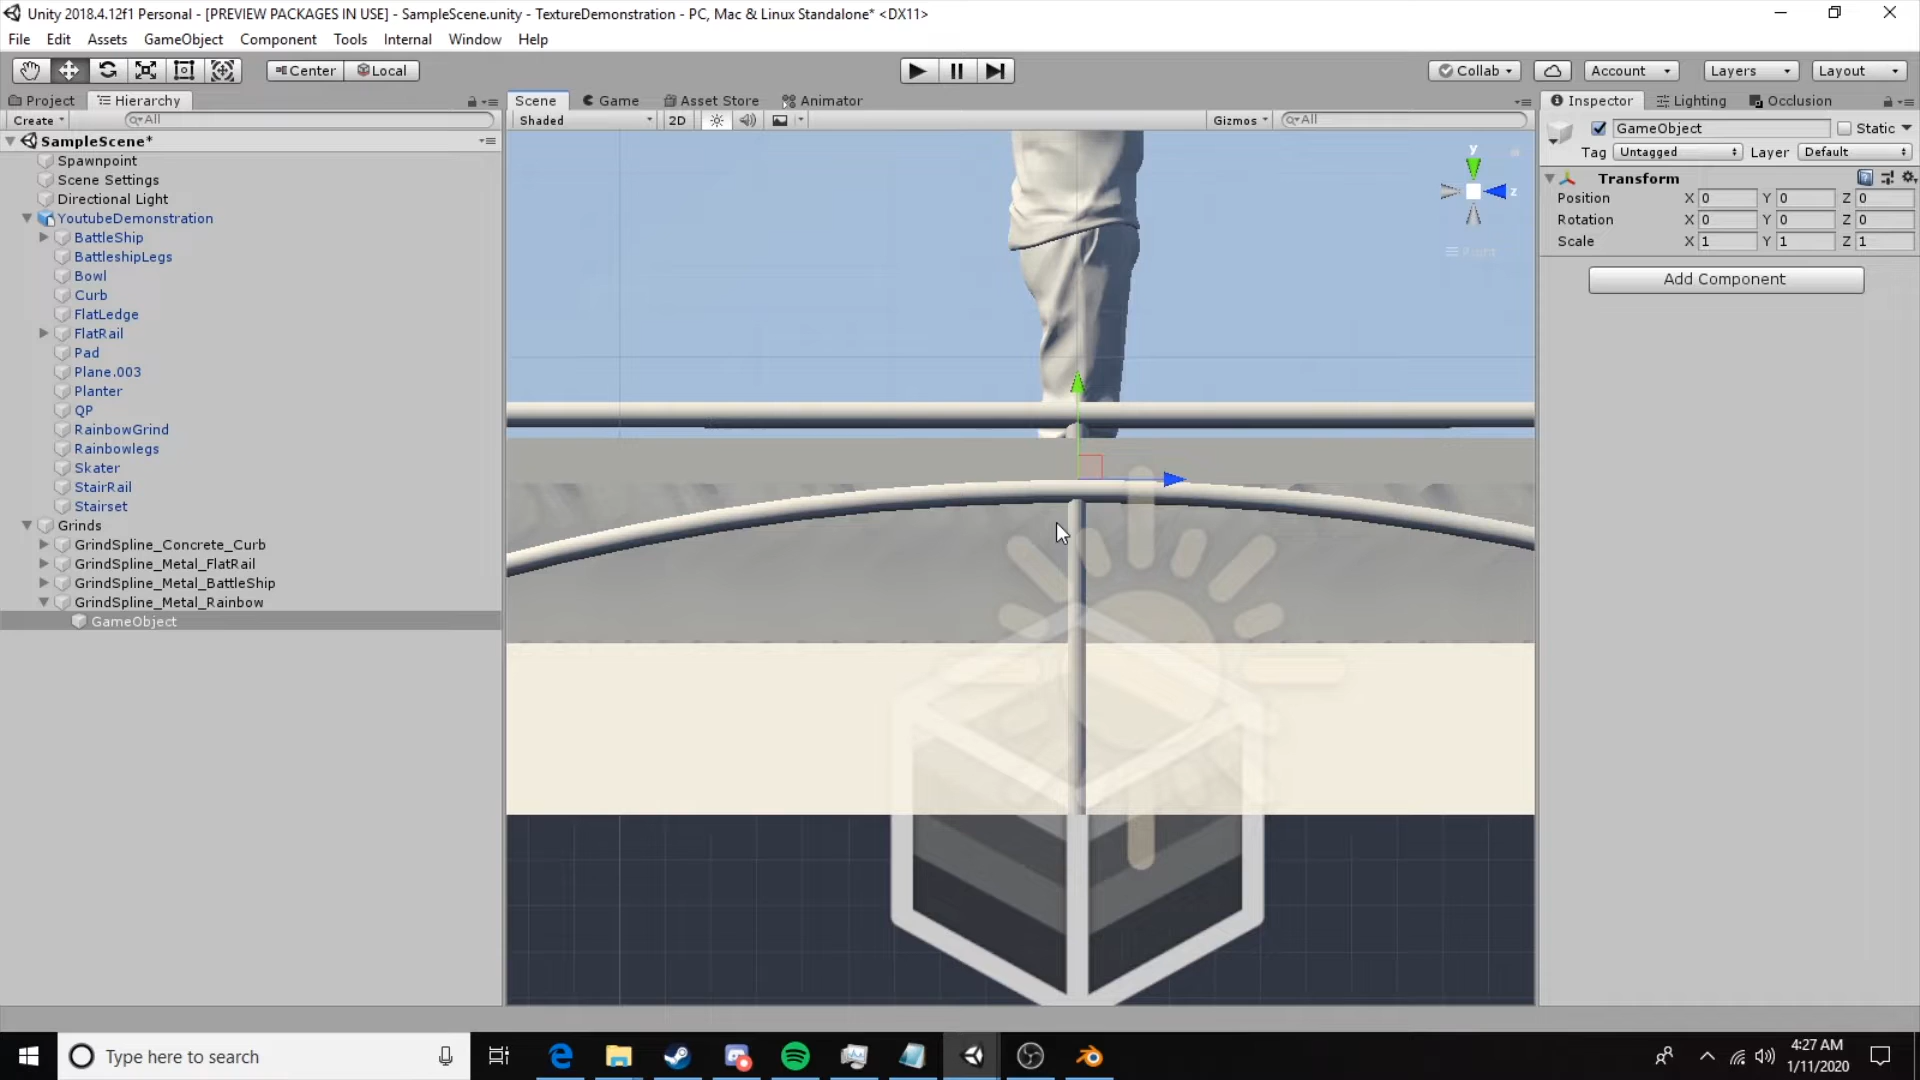 Unity 2018.4.12f1 Personal - [PREVIEW PACKAGES IN USE] - SampleScene.unity - TextureDemonstration - PC, Mac & Linux Standalone* <DX11>
File Edit Assets GameObject Component Tools Internal Window Help
Center Local Collab Account Layers Layout
Project Hierarchy
Create All
SampleScene*
Spawnpoint
Scene Settings
Directional Light
YoutubeDemonstration
BattleShip
BattleshipLegs
Bowl
Curb
FlatLedge
FlatRail
Pad
Plane.003
Planter
QP
RainbowGrind
Rainbowlegs
Skater
StairRail
Stairset
Grinds
GrindSpline_Concrete_Curb
GrindSpline_Metal_FlatRail
GrindSpline_Metal_BattleShip
GrindSpline_Metal_Rainbow
GameObject
Scene Game Asset Store Animator
Shaded 2D Gizmos All
y
z
Right
Inspector Lighting Occlusion
GameObject Static
Tag Untagged Layer Default
Transform
Position X 0 Y 0 Z 0
Rotation X 0 Y 0 Z 0
Scale X 1 Y 1 Z 1
Add Component
Type here to search
4:27 AM
1/11/2020